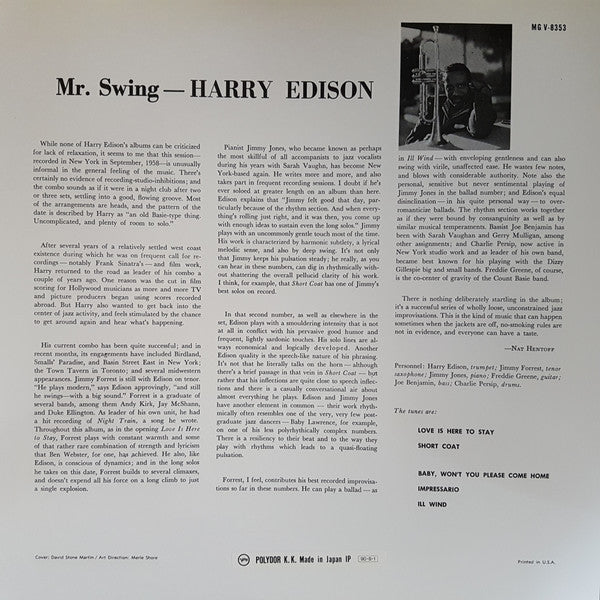 MG V-8353
Mr. Swing — HARRY EDISON
While none of Harry Edison's albums can be criticized
for lack of relaxation, it seems to me that this session—
recorded in New York in September, 1958—is unusually
informal in the general feeling of the music. There's
certainly no evidence of recording-studio-inhibitions; and
the combo sounds as if it were in a night club after two
or three sets, settling into a good, flowing groove. Most
of the arrangements are heads, and the pattern of the
date is described by Harry as "an old Basie-type thing.
Uncomplicated, and plenty of room to solo."
After several years of a relatively settled west coast
existence during which he was on frequent call for re-
cordings — notably Frank Sinatra's — and film work,
Harry returned to the road as leader of his combo a
couple of years ago. One reason was the cut in film
scoring for Hollywood musicians as more and more TV
and picture producers began using scores recorded
abroad. But Harry also wanted to get back into the
center of jazz activity, and feels stimulated by the chance
to get around again and hear what's happening.
His current combo has been quite successful; and in
recent months, its engagements have included Birdland,
Smalls' Paradise, and Basin Street East in New York;
the Town Tavern in Toronto; and several midwestern
appearances. Jimmy Forrest is still with Edison on tenor.
"He plays modern," says Edison approvingly, "and still
he swings—with a big sound." Forrest is a graduate of
several bands, among them Andy Kirk, Jay McShann,
and Duke Ellington. As leader of his own unit, he had
a hit recording of Night Train, a song he wrote.
Throughout this album, as in the opening Love Is Here
to Stay, Forrest plays with constant warmth and some
of that rather rare combination of strength and lyricism
that Ben Webster, for one, has achieved. He also, like
Edison, is conscious of dynamics; and in the long solos
he takes on this date, Forrest builds to several climaxes,
and doesn't expend all his force on a long climb to just
a single explosion.
Pianist Jimmy Jones, who became known as perhaps
the most skillful of all accompanists to jazz vocalists
during his years with Sarah Vaughn, has become New
York-based again. He writes more and more, and also
takes part in frequent recording sessions. I doubt if he's
ever soloed at greater length on an album than here.
Edison explains that "Jimmy felt good that day, par-
ticularly because of the rhythm section. And when every-
thing's rolling just right, and it was then, you come up
with enough ideas to sustain even the long solo." Jimmy
plays with an uncommonly gentle touch most of the time.
His work is characterized by harmonic subtlety, a lyrical
melodic sense, and also by deep swing. It's not only
that Jimmy keeps his pulsation steady; he really, as you
can hear in these numbers, can dig in rhythmically with-
out shattering the overall pellucid clarity of his work.
I think, for example, that Short Coat has one of Jimmy's
best solos on record.
In that second number, as well as elsewhere in the
set, Edison plays with a smouldering intensity that is not
at all in conflict with his pervasive good humor and
frequent, lightly sardonic touches. His solo lines are al-
ways economical and logically developed. Another
Edison quality is the speech-like nature of his phrasing.
It's not that he literally talks on the horn — although
there's a brief passage in that vein in Short Coat — but
rather that his inflections are quite close to speech inflec-
tions and there is a casually conversational air about
almost everything he plays. Edison and Jimmy Jones
have another element in common — their work ryth-
mically often resembles one of the very, very few post-
graduate jazz dancers — Baby Lawrence, for example,
on one of his less polyrhythmically complex numbers.
There is a resiliency to their beat and to the way they
play with rhythms which leads to a quasi-floating
pulsation.
Forrest, I feel, contributes his best recorded improvisa-
tions so far in these numbers. He can play a ballad — as
in Ill Wind — with enveloping gentleness and can also
swing with virile, unaffected ease. He wastes few notes,
and blows with considerable authority. Note also the
personal, sensitive but never sentimental playing of
Jimmy Jones in the ballad number; and Edison's equal
disinclination — in his quite personal way — to over-
romanticize ballads. The rhythm section works together
as if they were bound by consanguinity as well as by
similar musical temperaments. Bassist Joe Benjamin has
been with Sarah Vaughan and Gerry Mulligan, among
other assignments; and Charlie Persip, now active in
New York studio work and as leader of his own band,
became best known for his playing with the Dizzy
Gillespie big and small bands. Freddie Greene, of course,
is the co-center of gravity of the Count Basie band.
There is nothing deliberately startling in the album;
it's a successful series of wholly loose, unconstrained jazz
improvisations. This is the kind of music that can happen
sometimes when the jackets are off, no-smoking rules are
not in evidence, and everyone can have a taste.
—NAT HENTOFF
Personnel: Harry Edison, trumpet; Jimmy Forrest, tenor
saxophone; Jimmy Jones, piano; Freddie Greene, guitar;
Joe Benjamin, bass; Charlie Persip, drums.
The tunes are:
LOVE IS HERE TO STAY
SHORT COAT
BABY, WON'T YOU PLEASE COME HOME
IMPRESSARIO
ILL WIND
Cover: David Stone Martin / Art Direction: Merle Shore
POLYDOR K.K. Made in Japan IP
Printed in U.S.A.